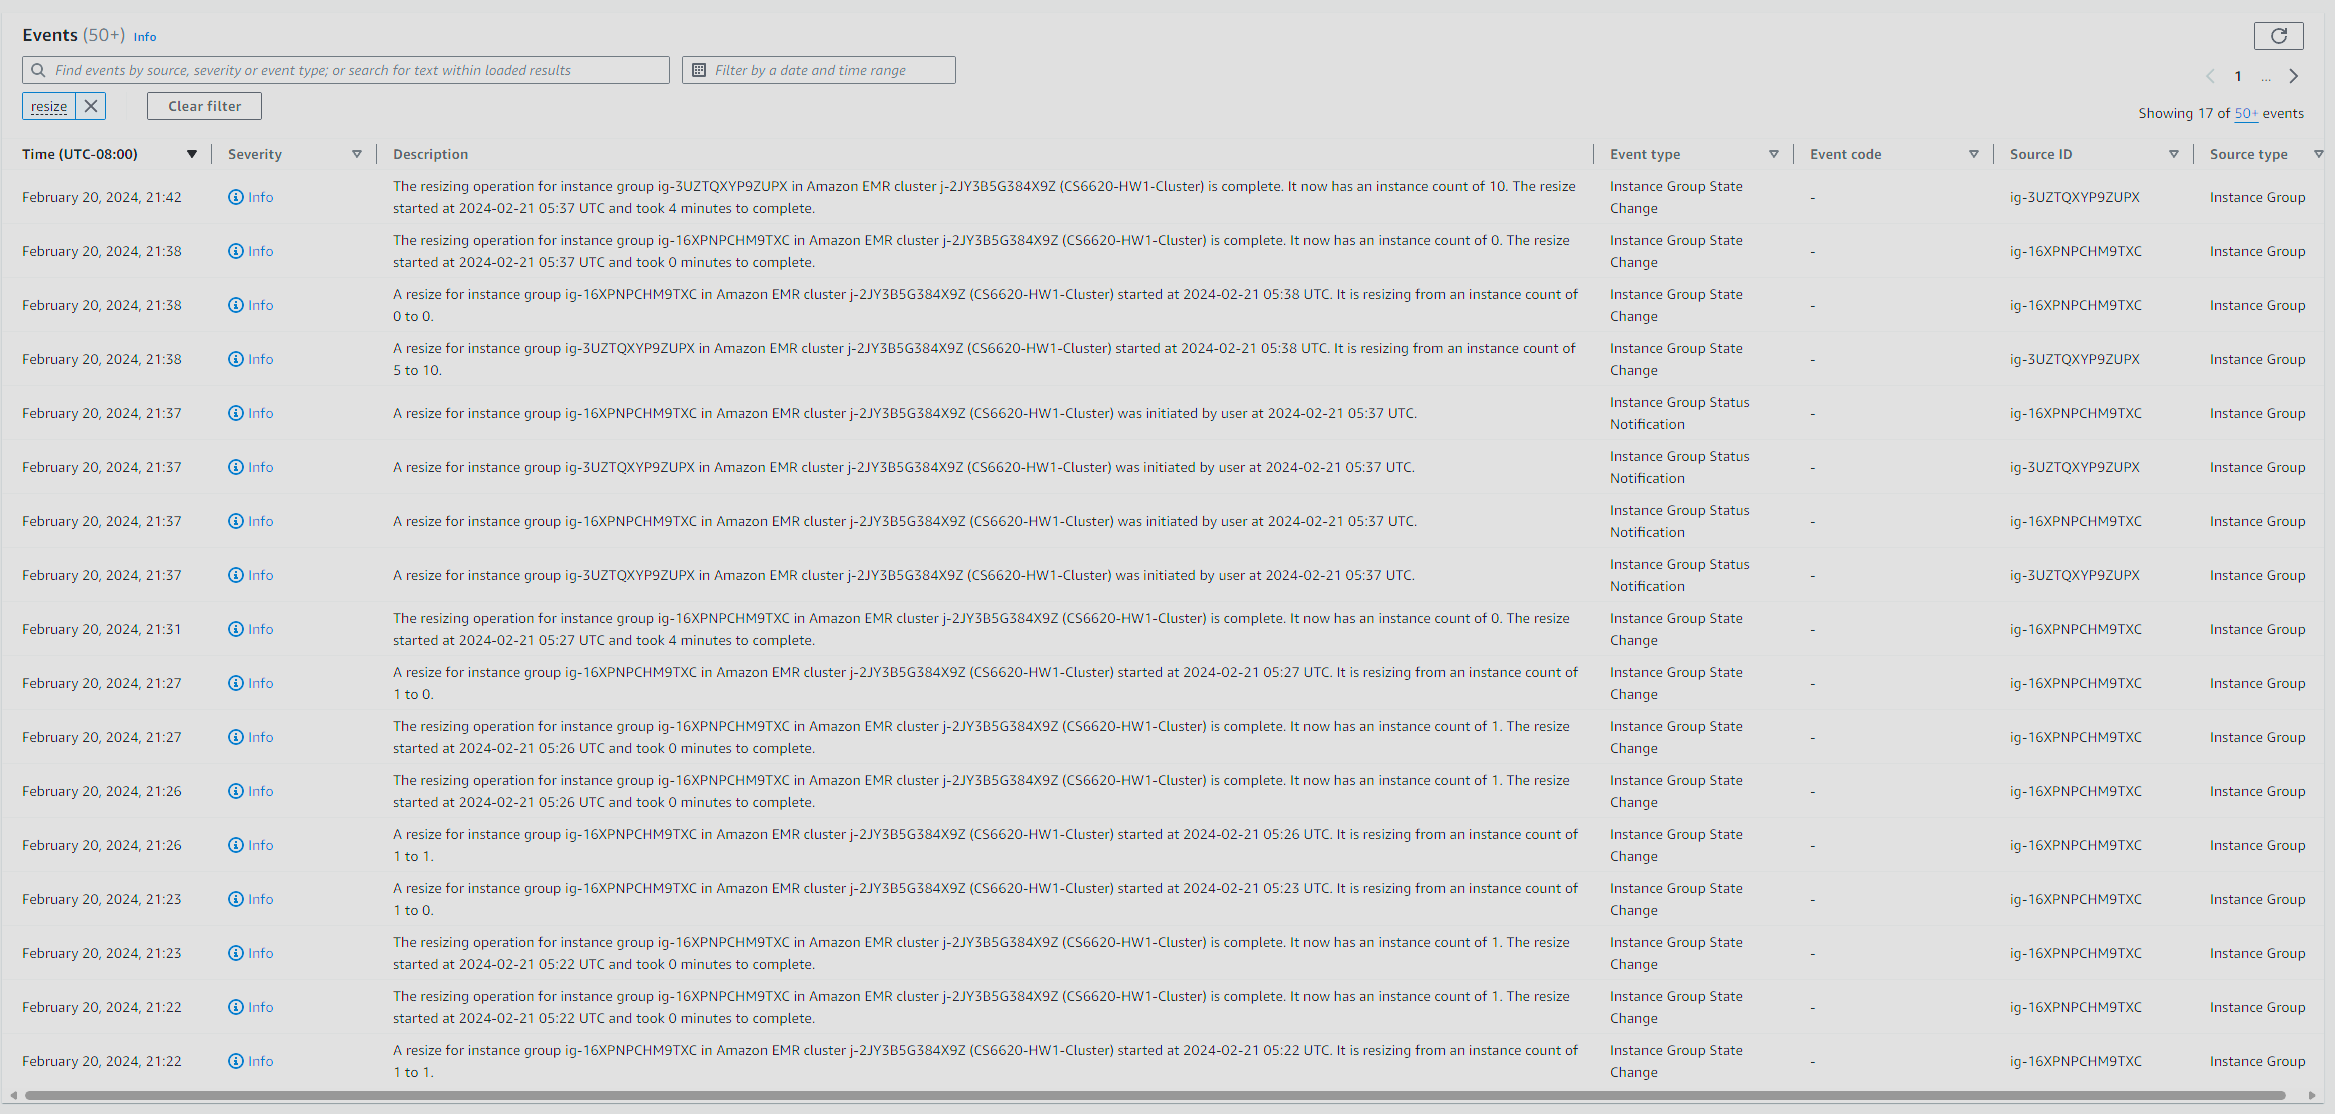 Events (50+) Info
Find events by source, severity or event type; or search for text within loaded results
Filter by a date and time range
1 ...
resize
Clear filter
Showing 17 of 50+ events
Time (UTC-08:00) Severity Description Event type Event code Source ID Source type
February 20, 2024, 21:42 Info The resizing operation for instance group ig-3UZTQXYP9ZUPX in Amazon EMR cluster j-2JY3B5G384X9Z (CS6620-HW1-Cluster) is complete. It now has an instance count of 10. The resize Instance Group State - ig-3UZTQXYP9ZUPX Instance Group
started at 2024-02-21 05:37 UTC and took 4 minutes to complete. Change
February 20, 2024, 21:38 Info The resizing operation for instance group ig-16XPNPCHM9TXC in Amazon EMR cluster j-2JY3B5G384X9Z (CS6620-HW1-Cluster) is complete. It now has an instance count of 0. The resize Instance Group State - ig-16XPNPCHM9TXC Instance Group
started at 2024-02-21 05:37 UTC and took 0 minutes to complete. Change
February 20, 2024, 21:38 Info A resize for instance group ig-16XPNPCHM9TXC in Amazon EMR cluster j-2JY3B5G384X9Z (CS6620-HW1-Cluster) started at 2024-02-21 05:38 UTC. It is resizing from an instance count of Instance Group State - ig-16XPNPCHM9TXC Instance Group
0 to 0. Change
February 20, 2024, 21:38 Info A resize for instance group ig-3UZTQXYP9ZUPX in Amazon EMR cluster j-2JY3B5G384X9Z (CS6620-HW1-Cluster) started at 2024-02-21 05:38 UTC. It is resizing from an instance count of Instance Group State - ig-3UZTQXYP9ZUPX Instance Group
5 to 10. Change
February 20, 2024, 21:37 Info A resize for instance group ig-16XPNPCHM9TXC in Amazon EMR cluster j-2JY3B5G384X9Z (CS6620-HW1-Cluster) was initiated by user at 2024-02-21 05:37 UTC. Instance Group Status - ig-16XPNPCHM9TXC Instance Group
Notification
February 20, 2024, 21:37 Info A resize for instance group ig-3UZTQXYP9ZUPX in Amazon EMR cluster j-2JY3B5G384X9Z (CS6620-HW1-Cluster) was initiated by user at 2024-02-21 05:37 UTC. Instance Group Status - ig-3UZTQXYP9ZUPX Instance Group
Notification
February 20, 2024, 21:37 Info A resize for instance group ig-16XPNPCHM9TXC in Amazon EMR cluster j-2JY3B5G384X9Z (CS6620-HW1-Cluster) was initiated by user at 2024-02-21 05:37 UTC. Instance Group Status - ig-16XPNPCHM9TXC Instance Group
Notification
February 20, 2024, 21:37 Info A resize for instance group ig-3UZTQXYP9ZUPX in Amazon EMR cluster j-2JY3B5G384X9Z (CS6620-HW1-Cluster) was initiated by user at 2024-02-21 05:37 UTC. Instance Group Status - ig-3UZTQXYP9ZUPX Instance Group
Notification
February 20, 2024, 21:31 Info The resizing operation for instance group ig-16XPNPCHM9TXC in Amazon EMR cluster j-2JY3B5G384X9Z (CS6620-HW1-Cluster) is complete. It now has an instance count of 0. The resize Instance Group State - ig-16XPNPCHM9TXC Instance Group
started at 2024-02-21 05:27 UTC and took 4 minutes to complete. Change
February 20, 2024, 21:27 Info A resize for instance group ig-16XPNPCHM9TXC in Amazon EMR cluster j-2JY3B5G384X9Z (CS6620-HW1-Cluster) started at 2024-02-21 05:27 UTC. It is resizing from an instance count of Instance Group State - ig-16XPNPCHM9TXC Instance Group
1 to 0. Change
February 20, 2024, 21:27 Info The resizing operation for instance group ig-16XPNPCHM9TXC in Amazon EMR cluster j-2JY3B5G384X9Z (CS6620-HW1-Cluster) is complete. It now has an instance count of 1. The resize Instance Group State - ig-16XPNPCHM9TXC Instance Group
started at 2024-02-21 05:26 UTC and took 0 minutes to complete. Change
February 20, 2024, 21:26 Info The resizing operation for instance group ig-16XPNPCHM9TXC in Amazon EMR cluster j-2JY3B5G384X9Z (CS6620-HW1-Cluster) is complete. It now has an instance count of 1. The resize Instance Group State - ig-16XPNPCHM9TXC Instance Group
started at 2024-02-21 05:26 UTC and took 0 minutes to complete. Change
February 20, 2024, 21:26 Info A resize for instance group ig-16XPNPCHM9TXC in Amazon EMR cluster j-2JY3B5G384X9Z (CS6620-HW1-Cluster) started at 2024-02-21 05:26 UTC. It is resizing from an instance count of Instance Group State - ig-16XPNPCHM9TXC Instance Group
1 to 1. Change
February 20, 2024, 21:23 Info A resize for instance group ig-16XPNPCHM9TXC in Amazon EMR cluster j-2JY3B5G384X9Z (CS6620-HW1-Cluster) started at 2024-02-21 05:23 UTC. It is resizing from an instance count of Instance Group State - ig-16XPNPCHM9TXC Instance Group
1 to 0. Change
February 20, 2024, 21:23 Info The resizing operation for instance group ig-16XPNPCHM9TXC in Amazon EMR cluster j-2JY3B5G384X9Z (CS6620-HW1-Cluster) is complete. It now has an instance count of 1. The resize Instance Group State - ig-16XPNPCHM9TXC Instance Group
started at 2024-02-21 05:22 UTC and took 0 minutes to complete. Change
February 20, 2024, 21:22 Info The resizing operation for instance group ig-16XPNPCHM9TXC in Amazon EMR cluster j-2JY3B5G384X9Z (CS6620-HW1-Cluster) is complete. It now has an instance count of 1. The resize Instance Group State - ig-16XPNPCHM9TXC Instance Group
started at 2024-02-21 05:22 UTC and took 0 minutes to complete. Change
February 20, 2024, 21:22 Info A resize for instance group ig-16XPNPCHM9TXC in Amazon EMR cluster j-2JY3B5G384X9Z (CS6620-HW1-Cluster) started at 2024-02-21 05:22 UTC. It is resizing from an instance count of Instance Group State - ig-16XPNPCHM9TXC Instance Group
1 to 1. Change